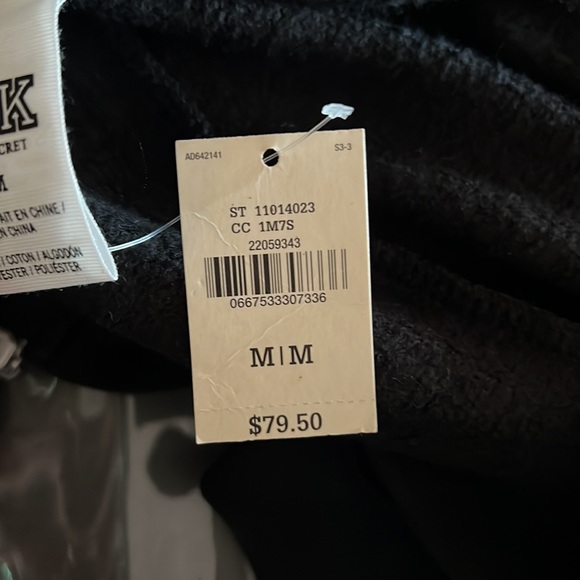 K
CRET
M
AIT EN CHINE /
N CHINA
/ COTON / ALGODÓN
YESTER / POLIÉSTER
AD642141 S3-3
ST 11014023
CC 1M7S
22059343
0667533307336
M|M
$79.50